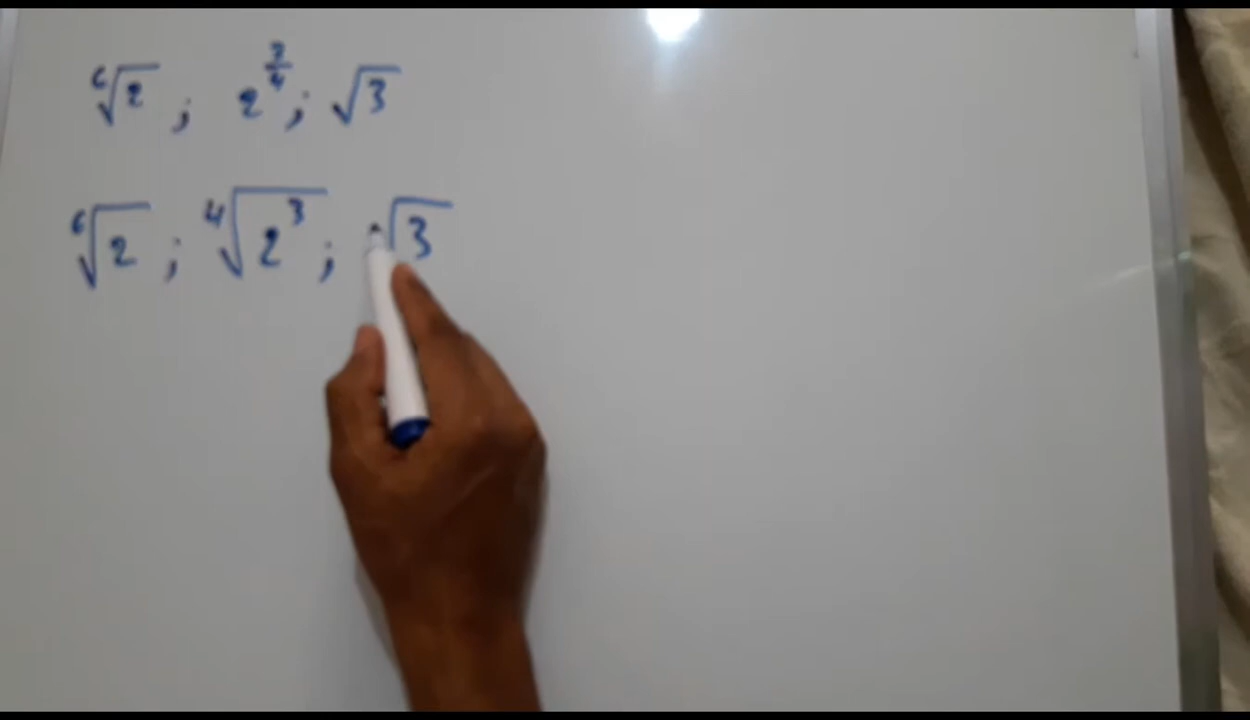 ⁶√2 ; 2^(3/4) ; √3
⁶√2 ; ⁴√2³ ; √3